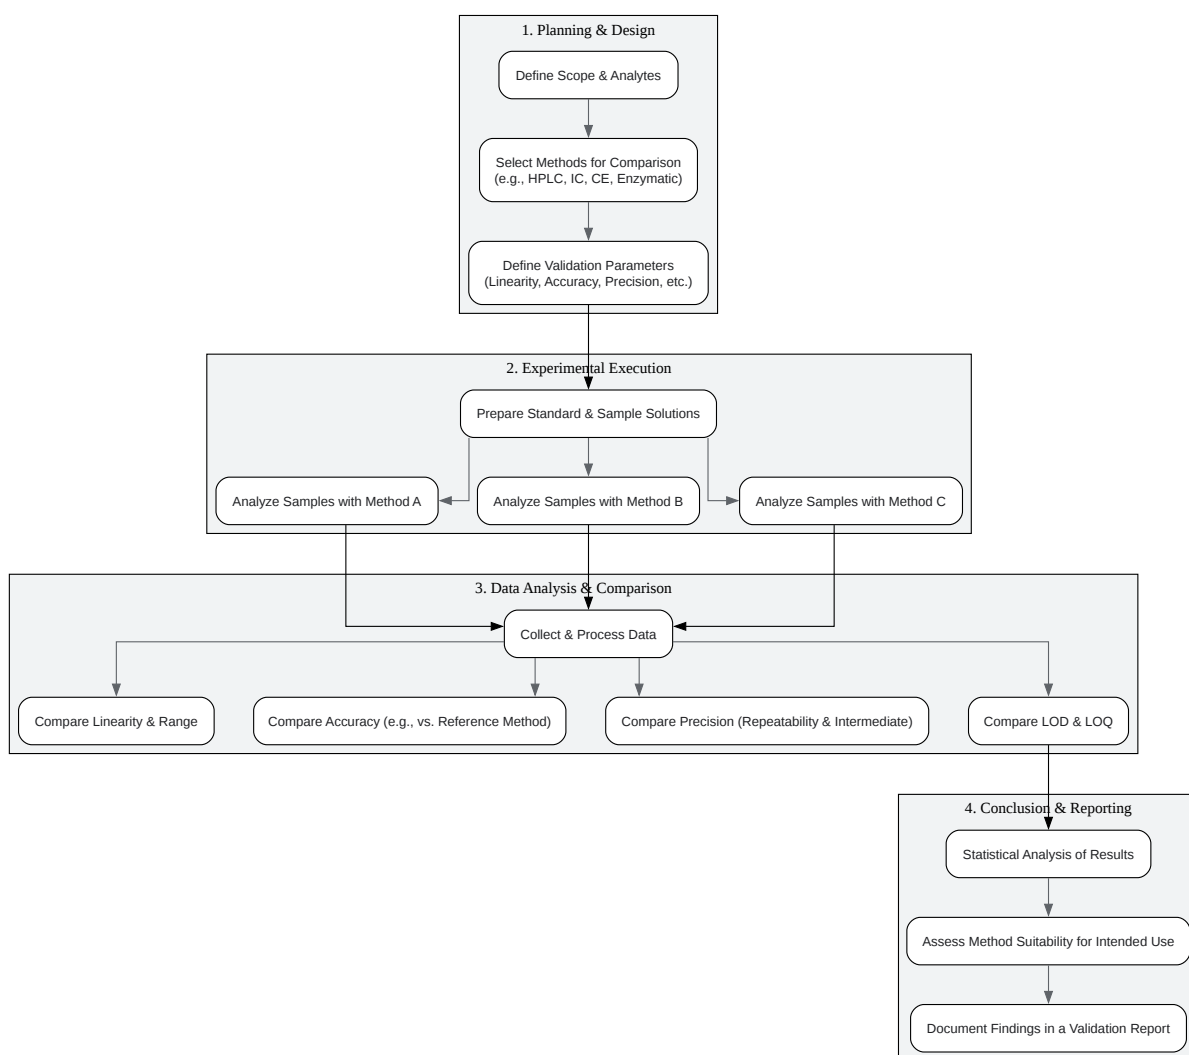 1. Planning & Design
Define Scope & Analytes
Select Methods for Comparison
(e.g., HPLC, IC, CE, Enzymatic)
Define Validation Parameters
(Linearity, Accuracy, Precision, etc.)
2. Experimental Execution
Prepare Standard & Sample Solutions
Analyze Samples with Method A
Analyze Samples with Method B
Analyze Samples with Method C
3. Data Analysis & Comparison
Collect & Process Data
Compare Linearity & Range
Compare Accuracy (e.g., vs. Reference Method)
Compare Precision (Repeatability & Intermediate)
Compare LOD & LOQ
4. Conclusion & Reporting
Statistical Analysis of Results
Assess Method Suitability for Intended Use
Document Findings in a Validation Report